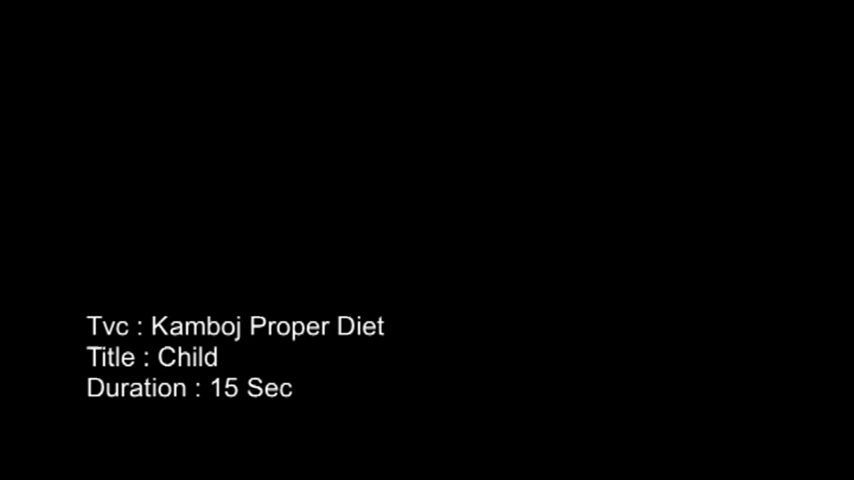 Tvc : Kamboj Proper Diet
Title : Child
Duration : 15 Sec